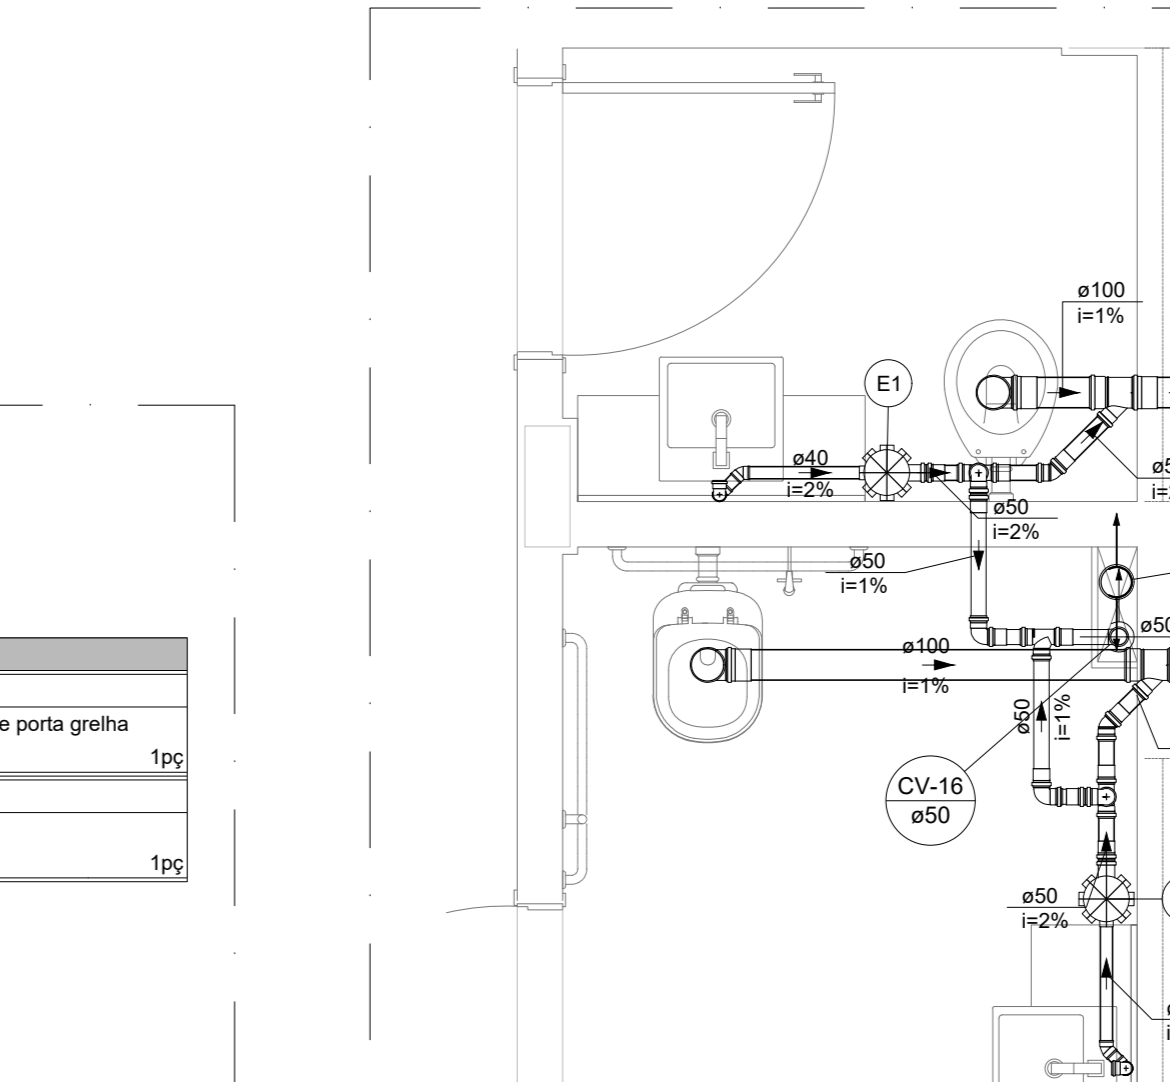 ø100
i=1%
E1
ø40
i=2%
ø50
i=2%
ø50
i=1%
ø50
ø100
i=1%
ø50
i=1%
e porta grelha
1pç
CV-16
ø50
1pç
ø50
i=2%